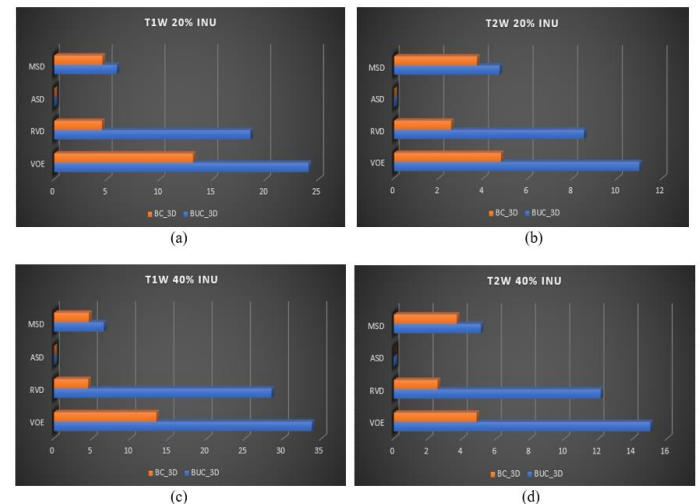 T1W 20% INU
MSD
ASD
RVD
VOE
0 5 10 15 20 25
BC_3D BUC_3D
(a)
T2W 20% INU
MSD
ASD
RVD
VOE
0 2 4 6 8 10 12
BC_3D BUC_3D
(b)
T1W 40% INU
MSD
ASD
RVD
VOE
0 5 10 15 20 25 30 35
BC_3D BUC_3D
(c)
T2W 40% INU
MSD
ASD
RVD
VOE
0 2 4 6 8 10 12 14 16
BC_3D BUC_3D
(d)